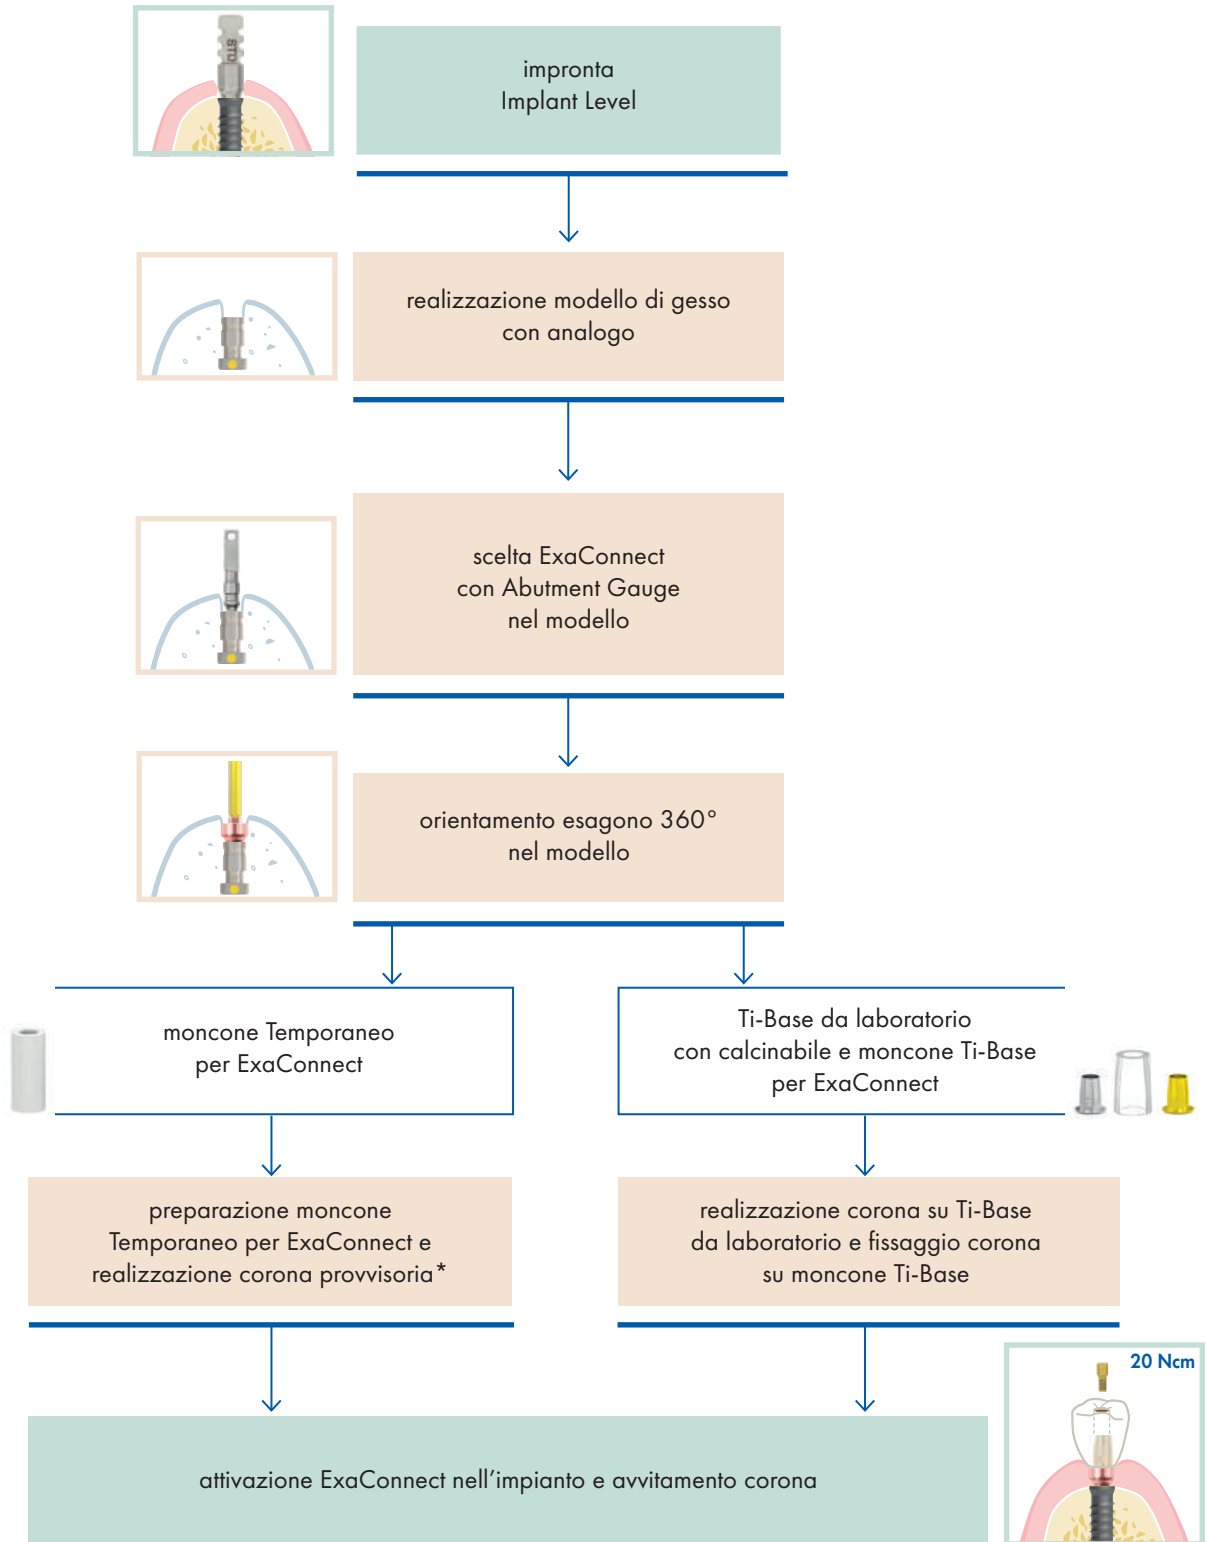 STD
impronta
Implant Level
realizzazione modello di gesso
con analogo
scelta ExaConnect
con Abutment Gauge
nel modello
orientamento esagono 360°
nel modello
moncone Temporaneo
per ExaConnect
Ti-Base da laboratorio
con calcinabile e moncone Ti-Base
per ExaConnect
preparazione moncone
Temporaneo per ExaConnect e
realizzazione corona provvisoria*
realizzazione corona su Ti-Base
da laboratorio e fissaggio corona
su moncone Ti-Base
20 Ncm
attivazione ExaConnect nell’impianto e avvitamento corona